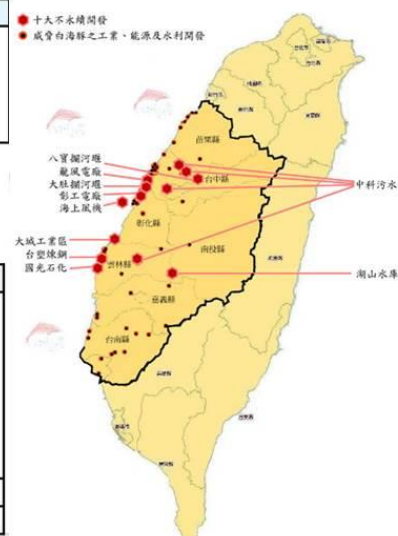 十大不永續開發
威脅白海豚之工業、能源及水利開發
苗栗縣
八寶攔河堰
龍風電廠
大肚攔河堰
彰工電廠
海上風機
台中縣
中科污水
彰化縣
大城工業區
台塑煉鋼
國光石化
雲林縣
南投縣
湖山水庫
嘉義縣
台南縣